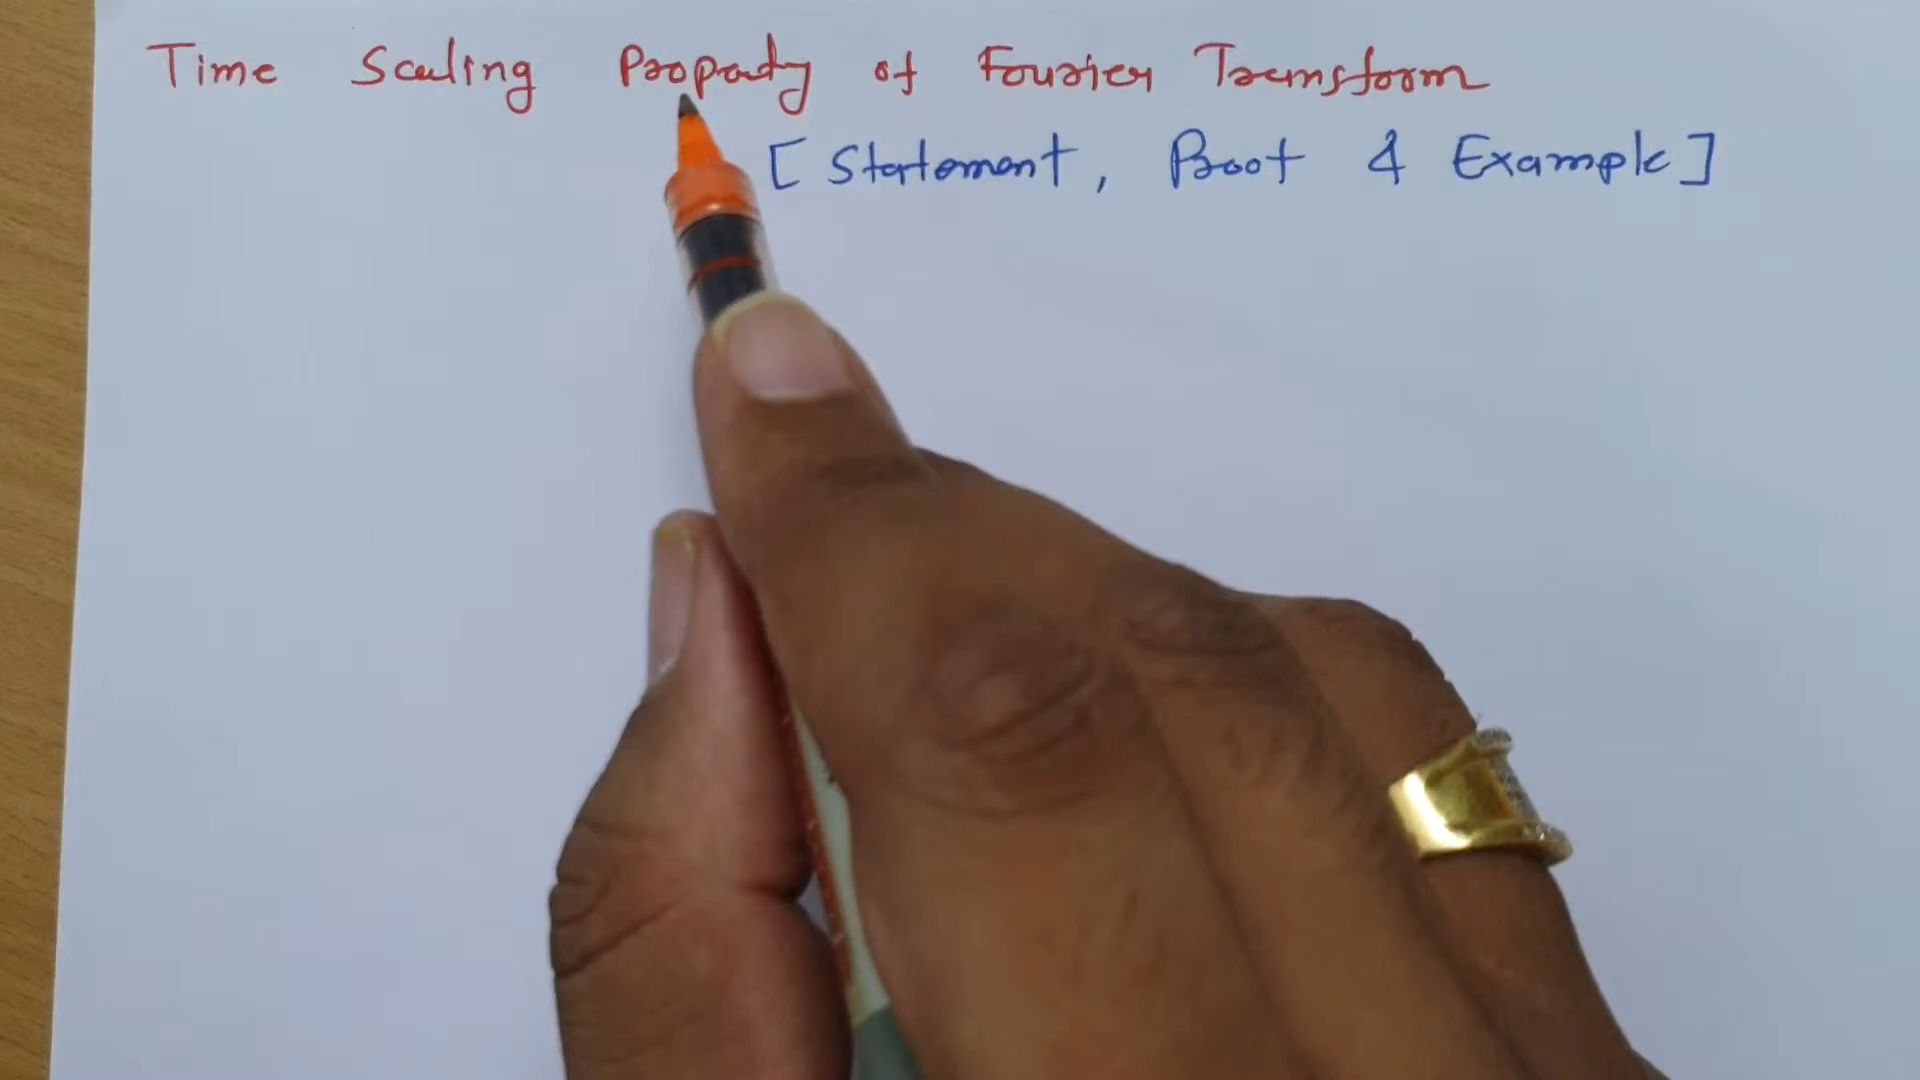 Time Scaling Property of Fourier Transform
[ Statement, Proof & Example ]